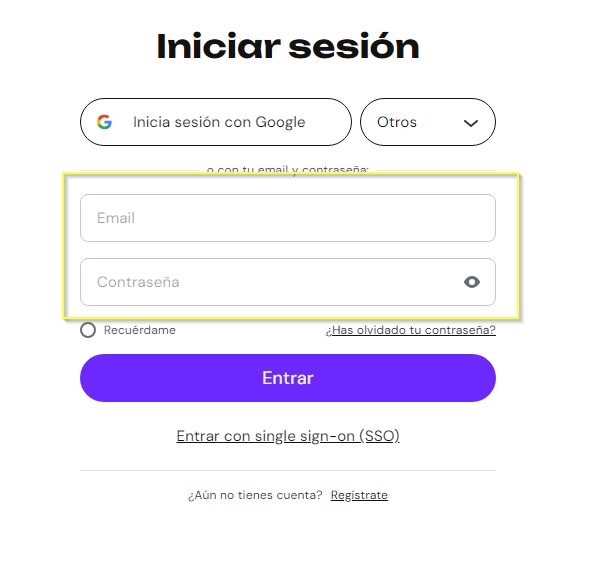 Iniciar sesión
Inicia sesión con Google
Otros
o con tu email y contraseña:
Email
Contraseña
Recuérdame
¿Has olvidado tu contraseña?
Entrar
Entrar con single sign-on (SSO)
¿Aún no tienes cuenta? Regístrate